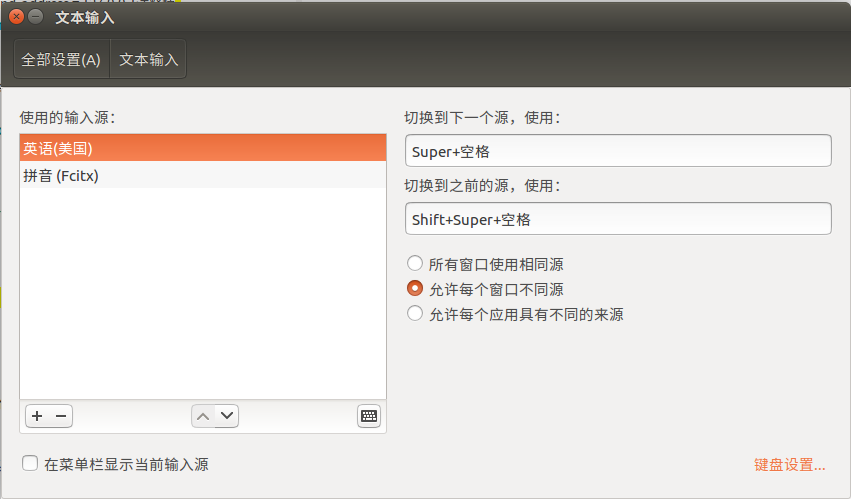 文本输入
全部设置(A) 文本输入
使用的输入源：
英语(美国)
拼音 (Fcitx)
切换到下一个源，使用：
Super+空格
切换到之前的源，使用：
Shift+Super+空格
所有窗口使用相同源
允许每个窗口不同源
允许每个应用具有不同的来源
在菜单栏显示当前输入源
键盘设置...